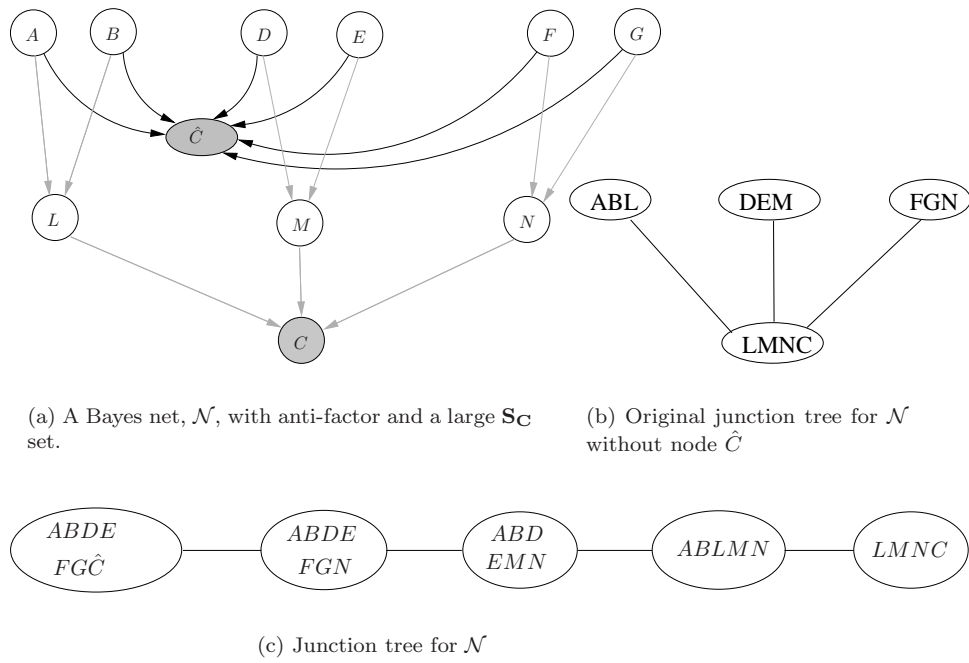 A B D E F G
Ĉ
L M N
C
ABL DEM FGN
LMNC
(a) A Bayes net, 𝒩, with anti-factor and a large S_C
set.
(b) Original junction tree for 𝒩
without node Ĉ
ABDE
FGĈ
ABDE
FGN
ABD
EMN
ABLMN
LMNC
(c) Junction tree for 𝒩